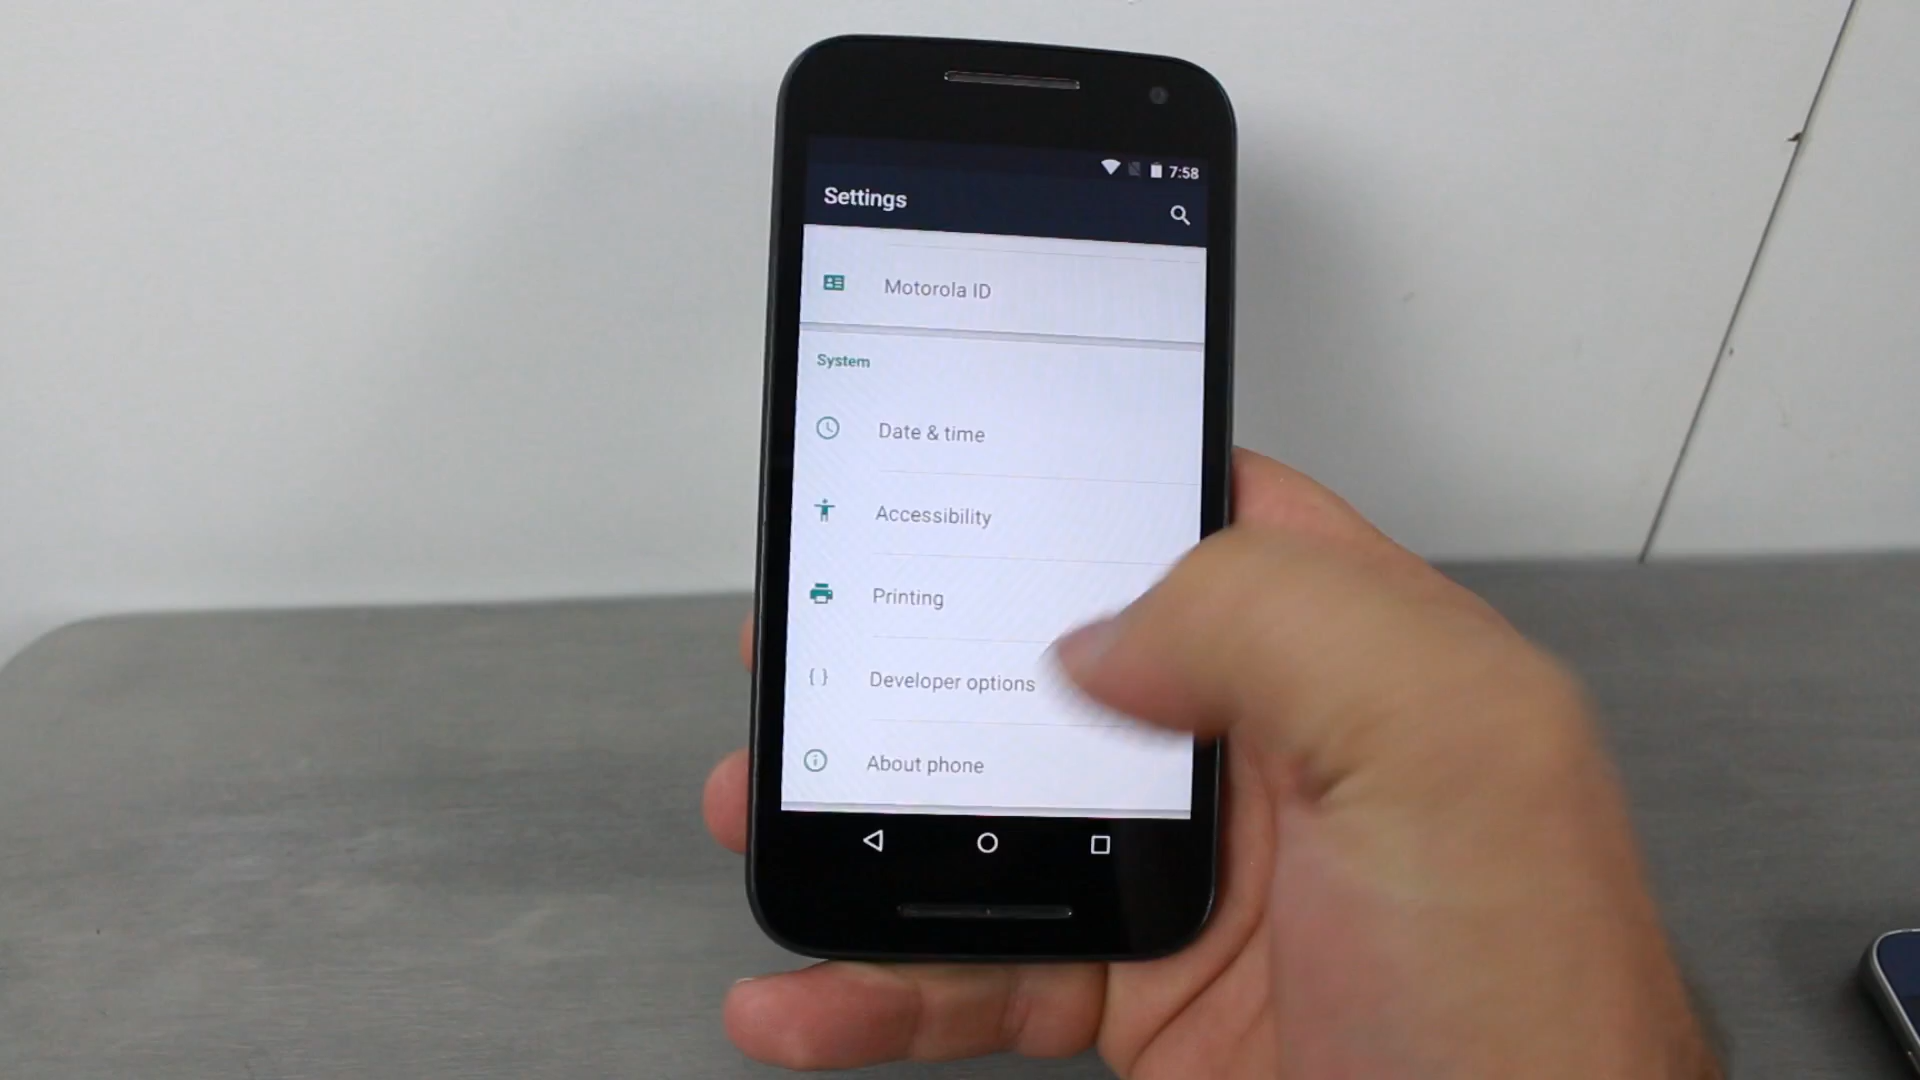 7:58
Settings
Motorola ID
System
Date & time
Accessibility
Printing
Developer options
About phone